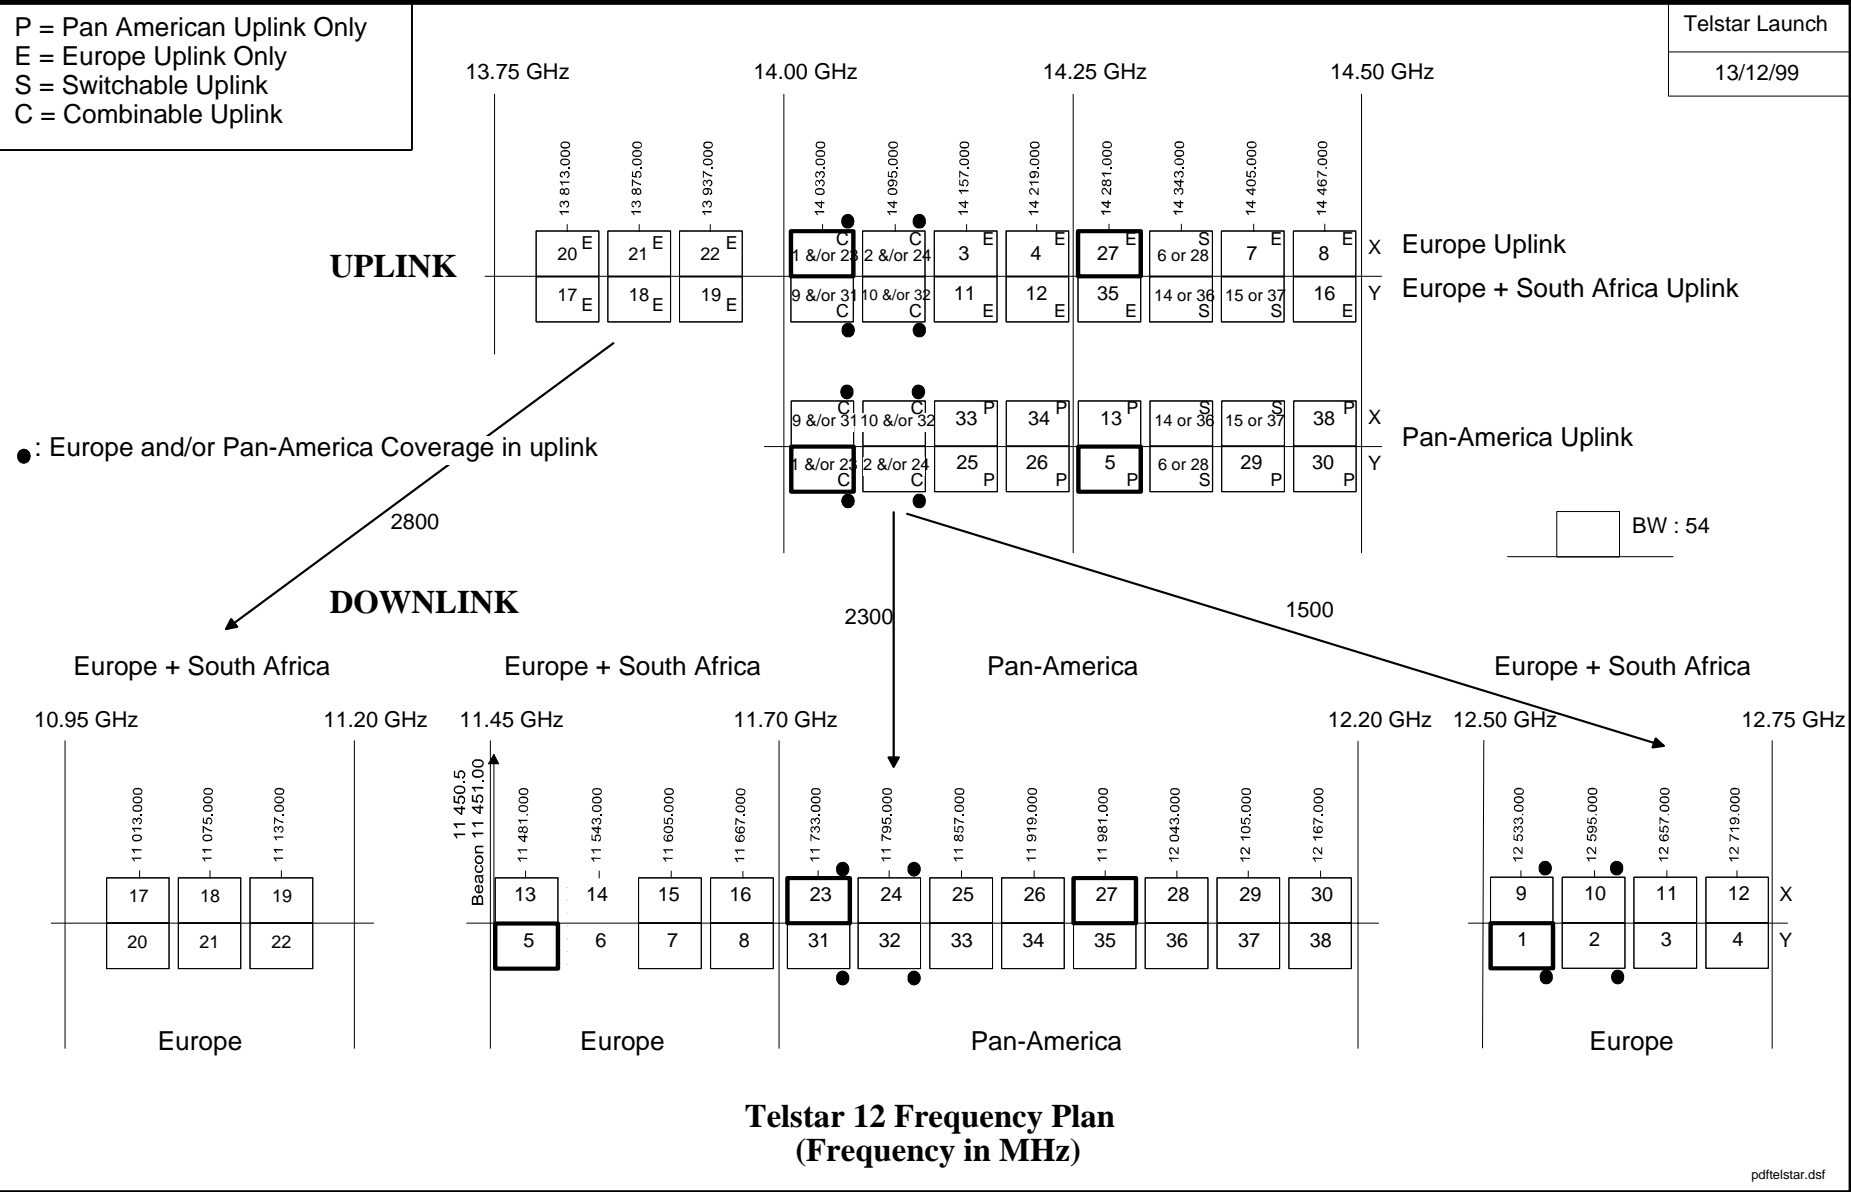 P = Pan American Uplink Only
E = Europe Uplink Only
S = Switchable Uplink
C = Combinable Uplink
Telstar Launch
13/12/99
13.75 GHz 14.00 GHz 14.25 GHz 14.50 GHz
13 813.000 13 875.000 13 937.000 14 033.000 14 095.000 14 157.000 14 219.000 14 281.000 14 343.000 14 405.000 14 467.000
UPLINK
20 E 21 E 22 E 1 &/or 23 C 2 &/or 24 C 3 E 4 E 27 E 6 or 28 S 7 E 8 E X Europe Uplink
17 E 18 E 19 E 9 &/or 31 C 10 &/or 32 C 11 E 12 E 35 E 14 or 36 S 15 or 37 S 16 E Y Europe + South Africa Uplink
9 &/or 31 C 10 &/or 32 C 33 P 34 P 13 P 14 or 36 S 15 or 37 S 38 P X
Pan-America Uplink
1 &/or 23 C 2 &/or 24 C 25 P 26 P 5 P 6 or 28 S 29 P 30 P Y
: Europe and/or Pan-America Coverage in uplink
2800
BW : 54
DOWNLINK
2300
1500
Europe + South Africa Europe + South Africa Pan-America Europe + South Africa
10.95 GHz 11.20 GHz 11.45 GHz 11.70 GHz 12.20 GHz 12.50 GHz 12.75 GHz
11 450.5
Beacon 11 451.00
11 013.000 11 075.000 11 137.000 11 481.000 11 543.000 11 605.000 11 667.000 11 733.000 11 795.000 11 857.000 11 919.000 11 981.000 12 043.000 12 105.000 12 167.000 12 533.000 12 595.000 12 657.000 12 719.000
17 18 19 13 14 15 16 23 24 25 26 27 28 29 30 9 10 11 12 X
20 21 22 5 6 7 8 31 32 33 34 35 36 37 38 1 2 3 4 Y
Europe Europe Pan-America Europe
Telstar 12 Frequency Plan
(Frequency in MHz)
pdftelstar.dsf